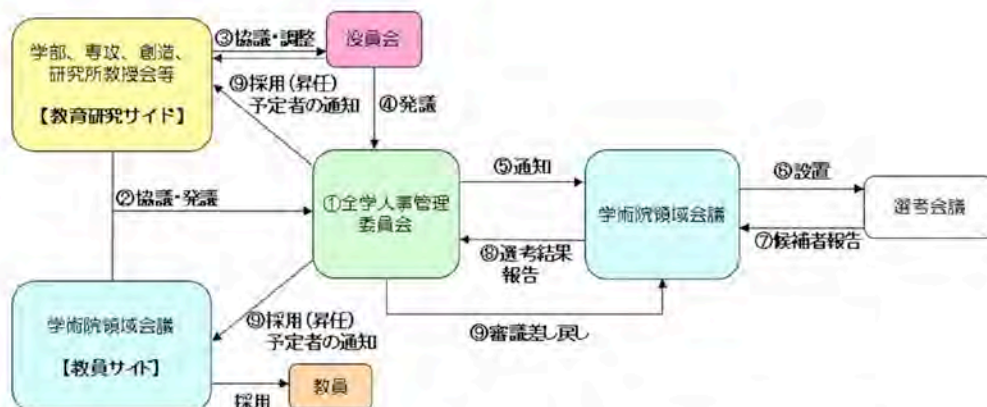 学部、専攻、創造、
研究所教授会等
【教育研究サイド】
③協議・調整
役員会
⑨採用(昇任)
予定者の通知
④発議
②協議・発議
①全学人事管理
委員会
⑤通知
学術院領域会議
⑥設置
選考会議
⑦候補者報告
⑧選考結果
報告
学術院領域会議
【教員サイド】
⑨採用(昇任)
予定者の通知
⑨審議差し戻し
採用
教員